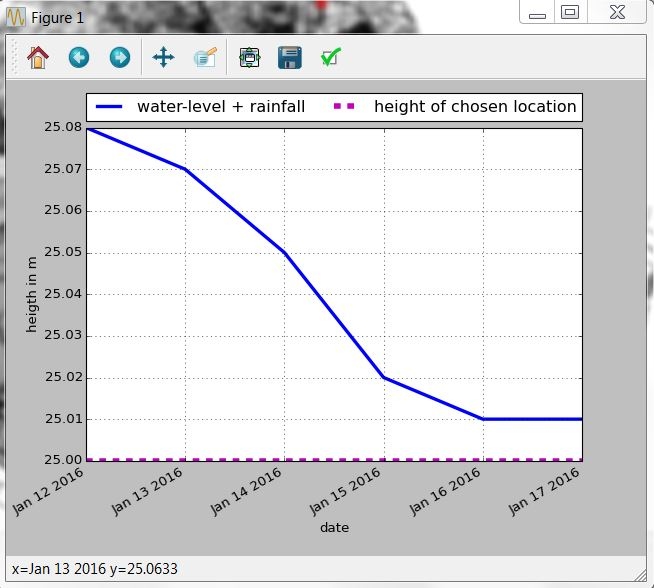 Figure 1
water-level + rainfall height of chosen location
25.08
25.07
25.06
25.05
25.04
25.03
25.02
25.01
25.00
heigth in m
Jan 12 2016 Jan 13 2016 Jan 14 2016 Jan 15 2016 Jan 16 2016 Jan 17 2016
date
x=Jan 13 2016 y=25.0633